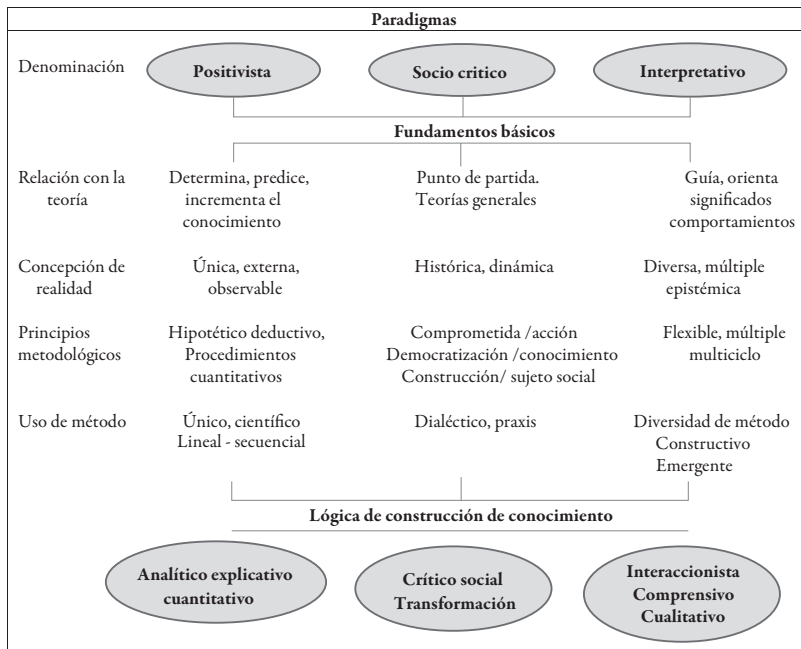 Paradigmas
Denominación
Positivista
Socio critico
Interpretativo
Fundamentos básicos
Relación con la
teoría
Determina, predice,
incrementa el
conocimiento
Punto de partida.
Teorías generales
Guía, orienta
significados
comportamientos
Concepción de
realidad
Única, externa,
observable
Histórica, dinámica
Diversa, múltiple
epistémica
Principios
metodológicos
Hipotético deductivo,
Procedimientos
cuantitativos
Comprometida /acción
Democratización /conocimiento
Construcción/ sujeto social
Flexible, múltiple
multiciclo
Uso de método
Único, científico
Lineal - secuencial
Dialéctico, praxis
Diversidad de método
Constructivo
Emergente
Lógica de construcción de conocimiento
Analítico explicativo
cuantitativo
Crítico social
Transformación
Interaccionista
Comprensivo
Cualitativo